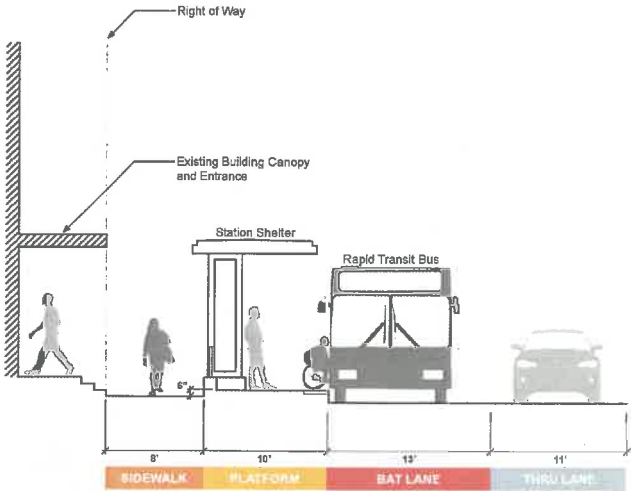 Right of Way
Existing Building Canopy
and Entrance
Station Shelter
Rapid Transit Bus
6"
8'
10'
13'
11'
SIDEWALK
PLATFORM
BAT LANE
THRU LANE